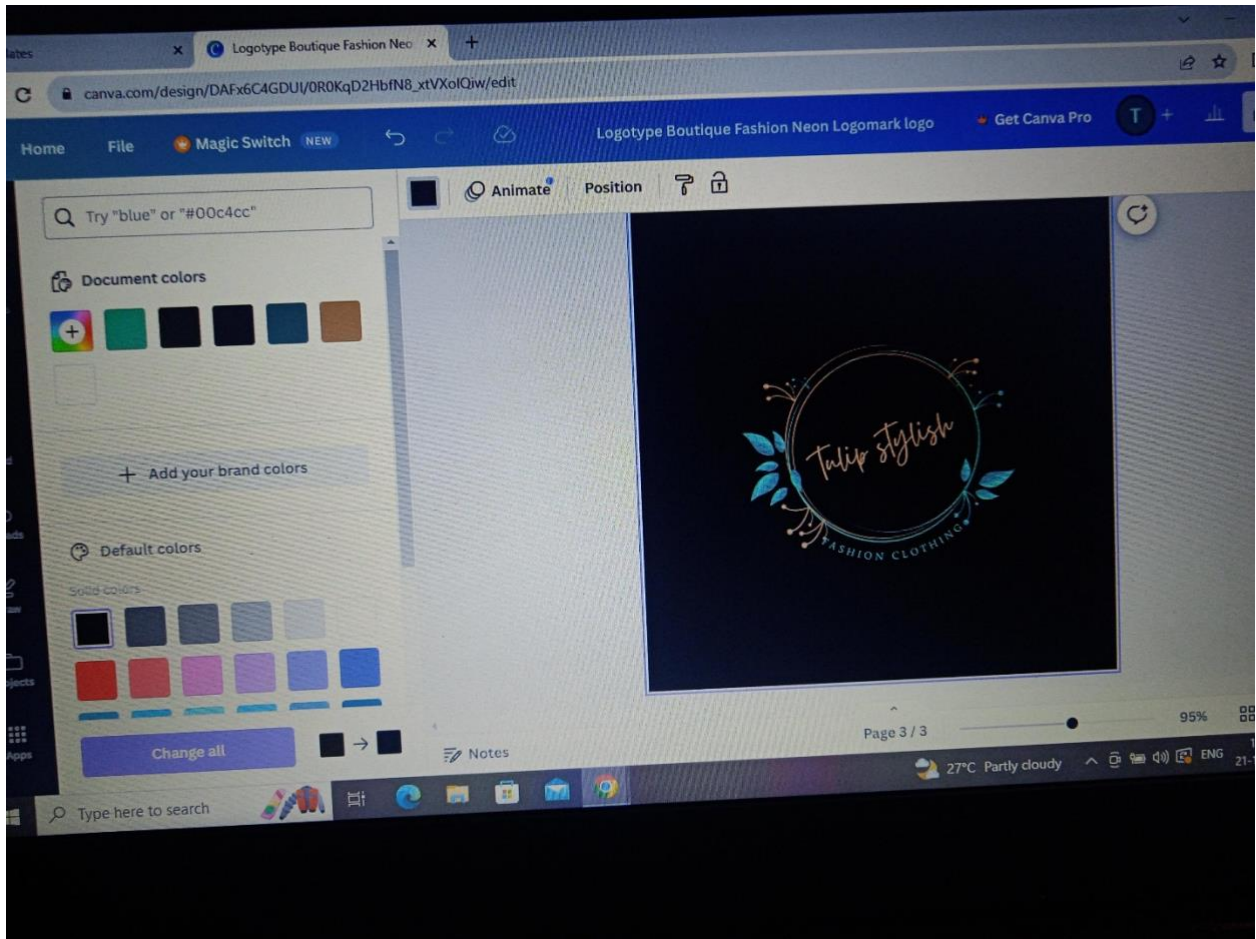 Logotype Boutique Fashion Neo
canva.com/design/DAFx6C4GDUI/0R0KqD2HbfN8_xtVXolQiw/edit
Home File Magic Switch NEW Logotype Boutique Fashion Neon Logomark logo Get Canva Pro T
Try "blue" or "#00c4cc"
Animate Position
Document colors
+ Add your brand colors
Default colors
Solid colors
Change all
Apps
Tulip stylish
FASHION CLOTHING
Notes
Page 3 / 3
95%
Type here to search
27°C Partly cloudy
ENG